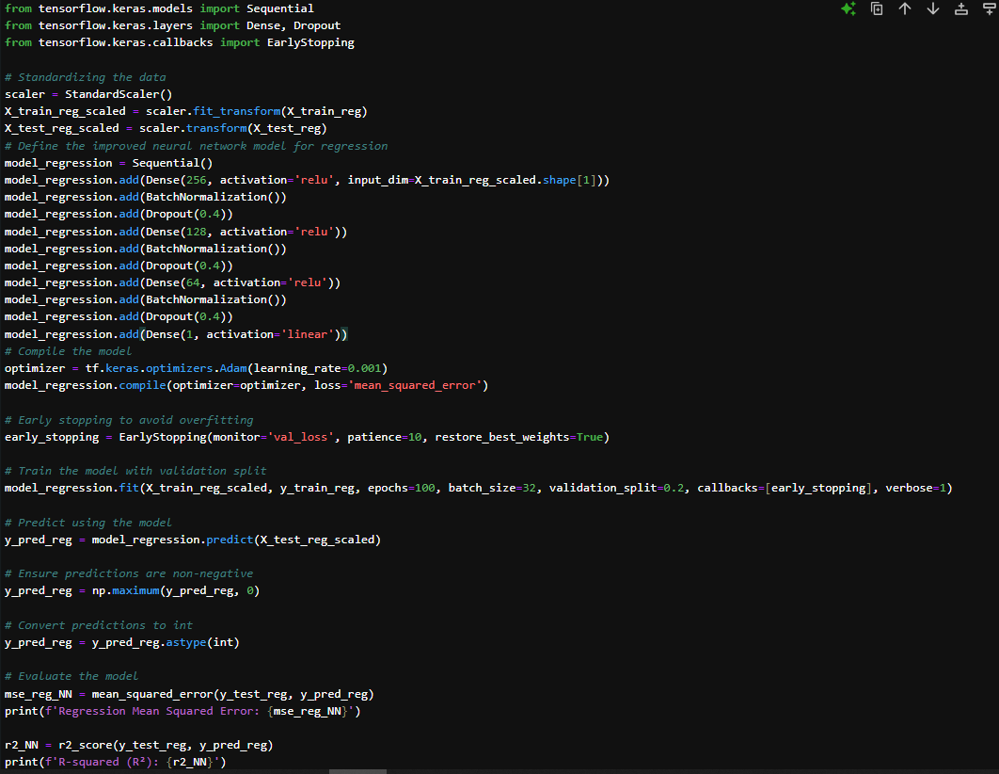 from tensorflow.keras.models import Sequential
from tensorflow.keras.layers import Dense, Dropout
from tensorflow.keras.callbacks import EarlyStopping

# Standardizing the data
scaler = StandardScaler()
X_train_reg_scaled = scaler.fit_transform(X_train_reg)
X_test_reg_scaled = scaler.transform(X_test_reg)
# Define the improved neural network model for regression
model_regression = Sequential()
model_regression.add(Dense(256, activation='relu', input_dim=X_train_reg_scaled.shape[1]))
model_regression.add(BatchNormalization())
model_regression.add(Dropout(0.4))
model_regression.add(Dense(128, activation='relu'))
model_regression.add(BatchNormalization())
model_regression.add(Dropout(0.4))
model_regression.add(Dense(64, activation='relu'))
model_regression.add(BatchNormalization())
model_regression.add(Dropout(0.4))
model_regression.add(Dense(1, activation='linear'))
# Compile the model
optimizer = tf.keras.optimizers.Adam(learning_rate=0.001)
model_regression.compile(optimizer=optimizer, loss='mean_squared_error')

# Early stopping to avoid overfitting
early_stopping = EarlyStopping(monitor='val_loss', patience=10, restore_best_weights=True)

# Train the model with validation split
model_regression.fit(X_train_reg_scaled, y_train_reg, epochs=100, batch_size=32, validation_split=0.2, callbacks=[early_stopping], verbose=1)

# Predict using the model
y_pred_reg = model_regression.predict(X_test_reg_scaled)

# Ensure predictions are non-negative
y_pred_reg = np.maximum(y_pred_reg, 0)

# Convert predictions to int
y_pred_reg = y_pred_reg.astype(int)

# Evaluate the model
mse_reg_NN = mean_squared_error(y_test_reg, y_pred_reg)
print(f'Regression Mean Squared Error: {mse_reg_NN}')

r2_NN = r2_score(y_test_reg, y_pred_reg)
print(f'R-squared (R²): {r2_NN}')